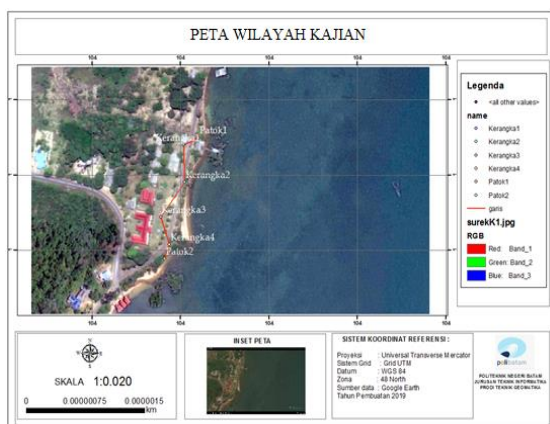 PETA WILAYAH KAJIAN
104 104 104 104 104
Patok1
Kerangka1
Kerangka2
Kerangka3
Kerangka4
Patok2
104 104 104 104 104
Legenda
<all other values>
name
Kerangka1
Kerangka2
Kerangka3
Kerangka4
Patok1
Patok2
garis
surekK1.jpg
RGB
Red: Band_1
Green: Band_2
Blue: Band_3
N
W E
S
SKALA 1:0.020
0 0.00000075 0.0000015
km
INSET PETA
SISTEM KOORDINAT REFERENSI :
Proyeksi : Universal Transverse Mercator
Sistem Grid : Grid UTM
Datum : WGS 84
Zona : 48 North
Sumber data : Google Earth
Tahun Pembuatan 2019
polibatam
POLITEKNIK NEGERI BATAM
JURUSAN TEKNIK INFORMATIKA
PRODI TEKNIK GEOMATIKA